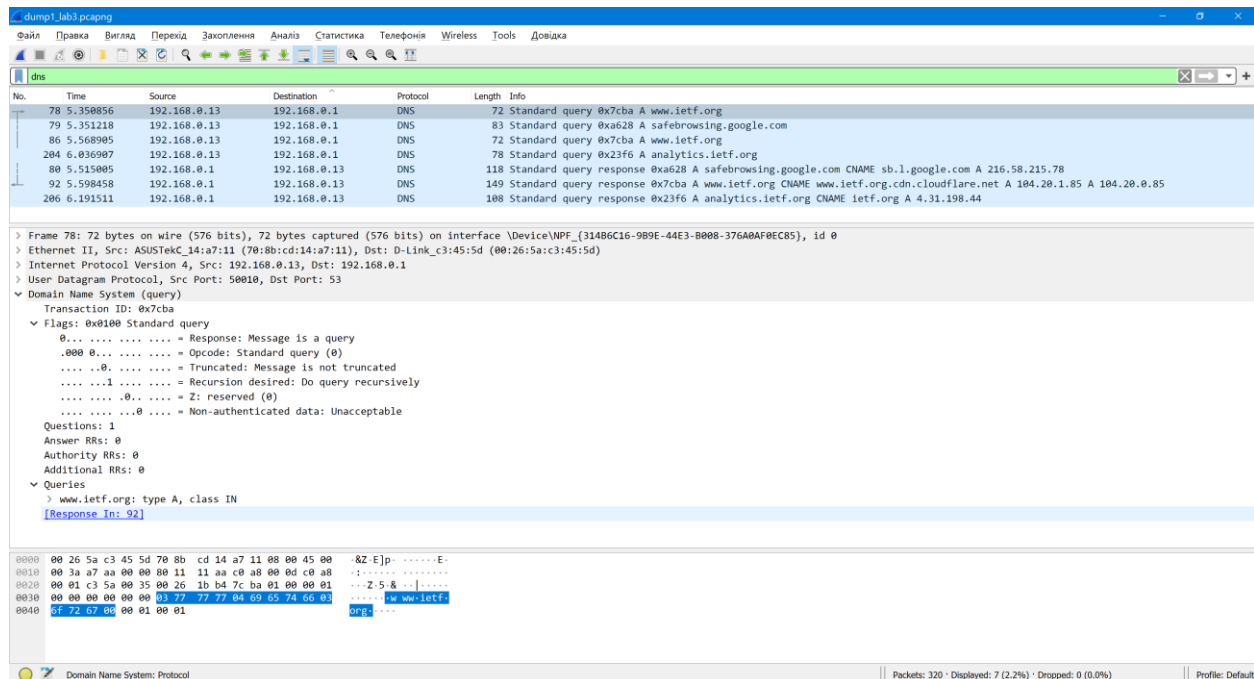 dump1_lab3.pcapng
Файл Правка Вигляд Перехід Захоплення Аналіз Статистика Телефонія Wireless Tools Довідка
dns
No. Time Source Destination Protocol Length Info
78 5.350856 192.168.0.13 192.168.0.1 DNS 72 Standard query 0x7cba A www.ietf.org
79 5.351218 192.168.0.13 192.168.0.1 DNS 83 Standard query 0xa628 A safebrowsing.google.com
86 5.568905 192.168.0.13 192.168.0.1 DNS 72 Standard query 0x7cba A www.ietf.org
204 6.036907 192.168.0.13 192.168.0.1 DNS 78 Standard query 0x23f6 A analytics.ietf.org
80 5.515005 192.168.0.1 192.168.0.13 DNS 118 Standard query response 0xa628 A safebrowsing.google.com CNAME sb.l.google.com A 216.58.215.78
92 5.598458 192.168.0.1 192.168.0.13 DNS 149 Standard query response 0x7cba A www.ietf.org CNAME www.ietf.org.cdn.cloudflare.net A 104.20.1.85 A 104.20.0.85
206 6.191511 192.168.0.1 192.168.0.13 DNS 108 Standard query response 0x23f6 A analytics.ietf.org CNAME ietf.org A 4.31.198.44
> Frame 78: 72 bytes on wire (576 bits), 72 bytes captured (576 bits) on interface \Device\NPF_{314B6C16-9B9E-44E3-B008-376A0AF0EC85}, id 0
> Ethernet II, Src: ASUSTekC_14:a7:11 (70:8b:cd:14:a7:11), Dst: D-Link_c3:45:5d (00:26:5a:c3:45:5d)
> Internet Protocol Version 4, Src: 192.168.0.13, Dst: 192.168.0.1
> User Datagram Protocol, Src Port: 50010, Dst Port: 53
Domain Name System (query)
Transaction ID: 0x7cba
Flags: 0x0100 Standard query
0... .... .... .... = Response: Message is a query
.000 0... .... .... = Opcode: Standard query (0)
.... ..0. .... .... = Truncated: Message is not truncated
.... ...1 .... .... = Recursion desired: Do query recursively
.... .... .0.. .... = Z: reserved (0)
.... .... ...0 .... = Non-authenticated data: Unacceptable
Questions: 1
Answer RRs: 0
Authority RRs: 0
Additional RRs: 0
Queries
> www.ietf.org: type A, class IN
[Response In: 92]
0000 00 26 5a c3 45 5d 70 8b cd 14 a7 11 08 00 45 00 ·&Z·E]p· ······E·
0010 00 3a a7 aa 00 00 80 11 11 aa c0 a8 00 0d c0 a8 ·:······ ········
0020 00 01 c3 5a 00 35 00 26 1b b4 7c ba 01 00 00 01 ···Z·5·& ··|·····
0030 00 00 00 00 00 00 03 77 77 77 04 69 65 74 66 03 ·······w ww·ietf·
0040 6f 72 67 00 00 01 00 01 org·····
Domain Name System: Protocol Packets: 320 · Displayed: 7 (2.2%) · Dropped: 0 (0.0%) Profile: Default